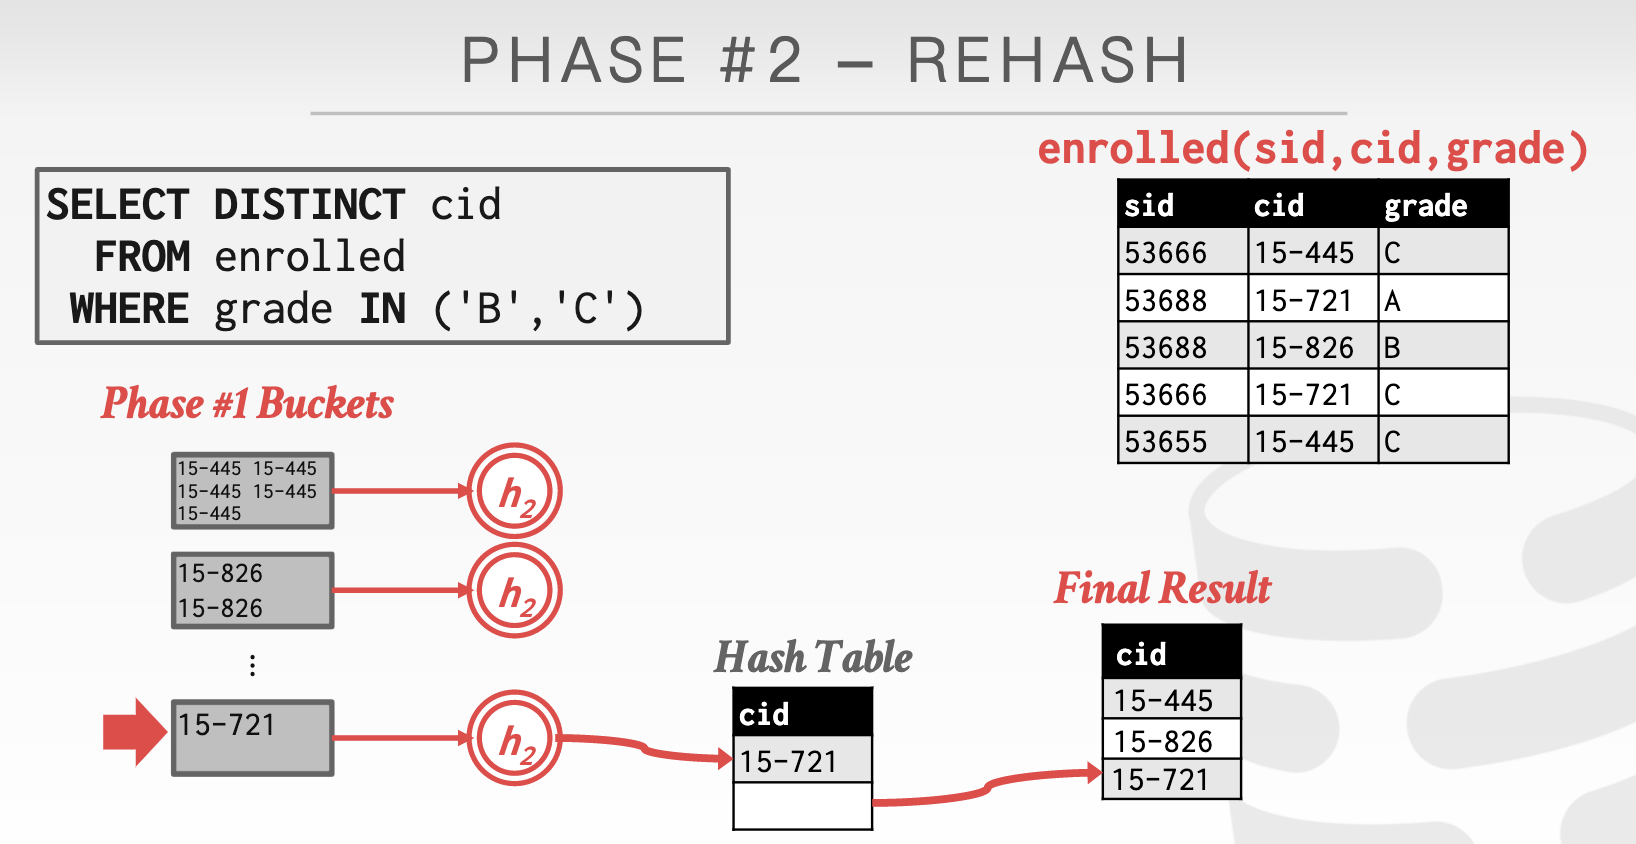 PHASE #2 – REHASH
SELECT DISTINCT cid
FROM enrolled
WHERE grade IN ('B','C')
enrolled(sid,cid,grade)
sid cid grade
53666 15-445 C
53688 15-721 A
53688 15-826 B
53666 15-721 C
53655 15-445 C
Phase #1 Buckets
15-445 15-445
15-445 15-445
15-445
h2
15-826
15-826
h2
⋮
15-721
h2
Hash Table
cid
15-721
Final Result
cid
15-445
15-826
15-721